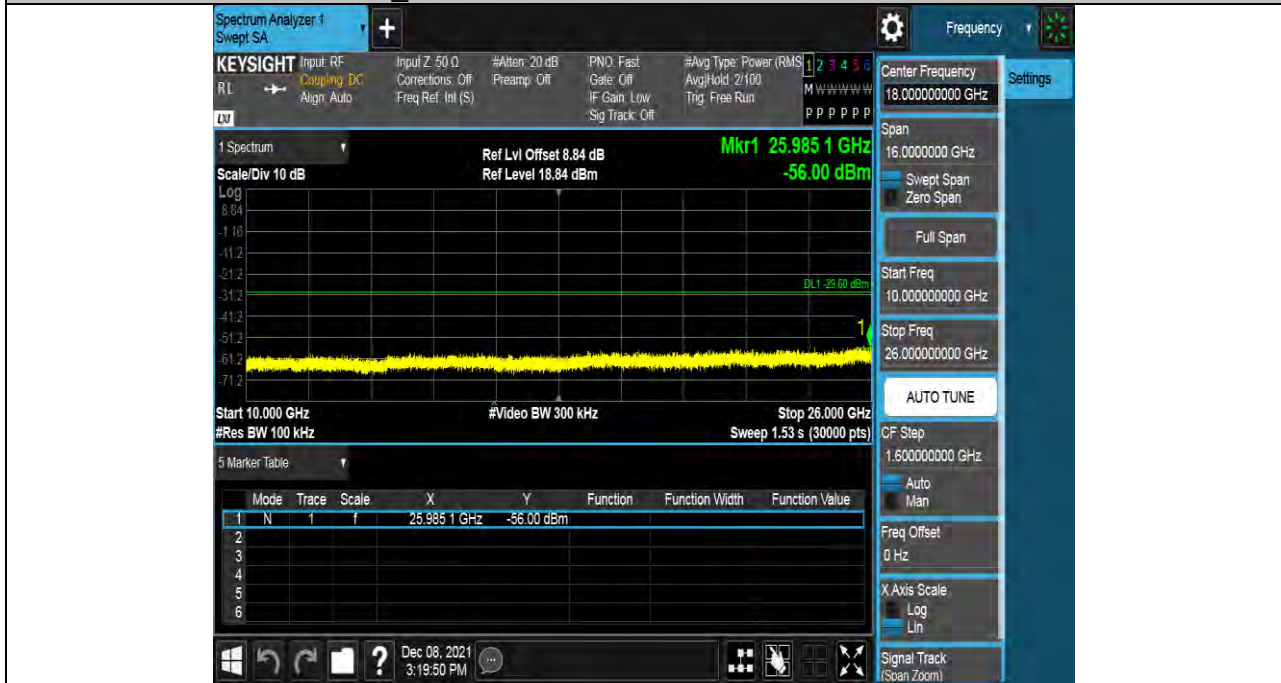 Spectrum Analyzer 1
Swept SA
+
Frequency
KEYSIGHT
RL
LXI
Input: RF
Coupling: DC
Align: Auto
Input Z: 50 Ω
Corrections: Off
Freq Ref: Int (S)
#Atten: 20 dB
Preamp: Off
PNO: Fast
Gate: Off
IF Gain: Low
Sig Track: Off
#Avg Type: Power (RMS
Avg|Hold: 2/100
Trig: Free Run
1 2 3 4 5 6
M W W W W W
P P P P P P
1 Spectrum
Scale/Div 10 dB
Ref Lvl Offset 8.84 dB
Ref Level 18.84 dBm
Mkr1 25.985 1 GHz
-56.00 dBm
Log
8.84
-1.16
-11.2
-21.2
-31.2
-41.2
-51.2
-61.2
-71.2
DL1 -29.60 dBm
1
Start 10.000 GHz
#Video BW 300 kHz
Stop 26.000 GHz
#Res BW 100 kHz
Sweep 1.53 s (30000 pts)
5 Marker Table
Mode Trace Scale X Y Function Function Width Function Value
1 N 1 f 25.985 1 GHz -56.00 dBm
2
3
4
5
6
?
Dec 08, 2021
3:19:50 PM
Center Frequency
18.000000000 GHz
Settings
Span
16.0000000 GHz
Swept Span
Zero Span
Full Span
Start Freq
10.000000000 GHz
Stop Freq
26.000000000 GHz
AUTO TUNE
CF Step
1.600000000 GHz
Auto
Man
Freq Offset
0 Hz
X Axis Scale
Log
Lin
Signal Track
(Span Zoom)